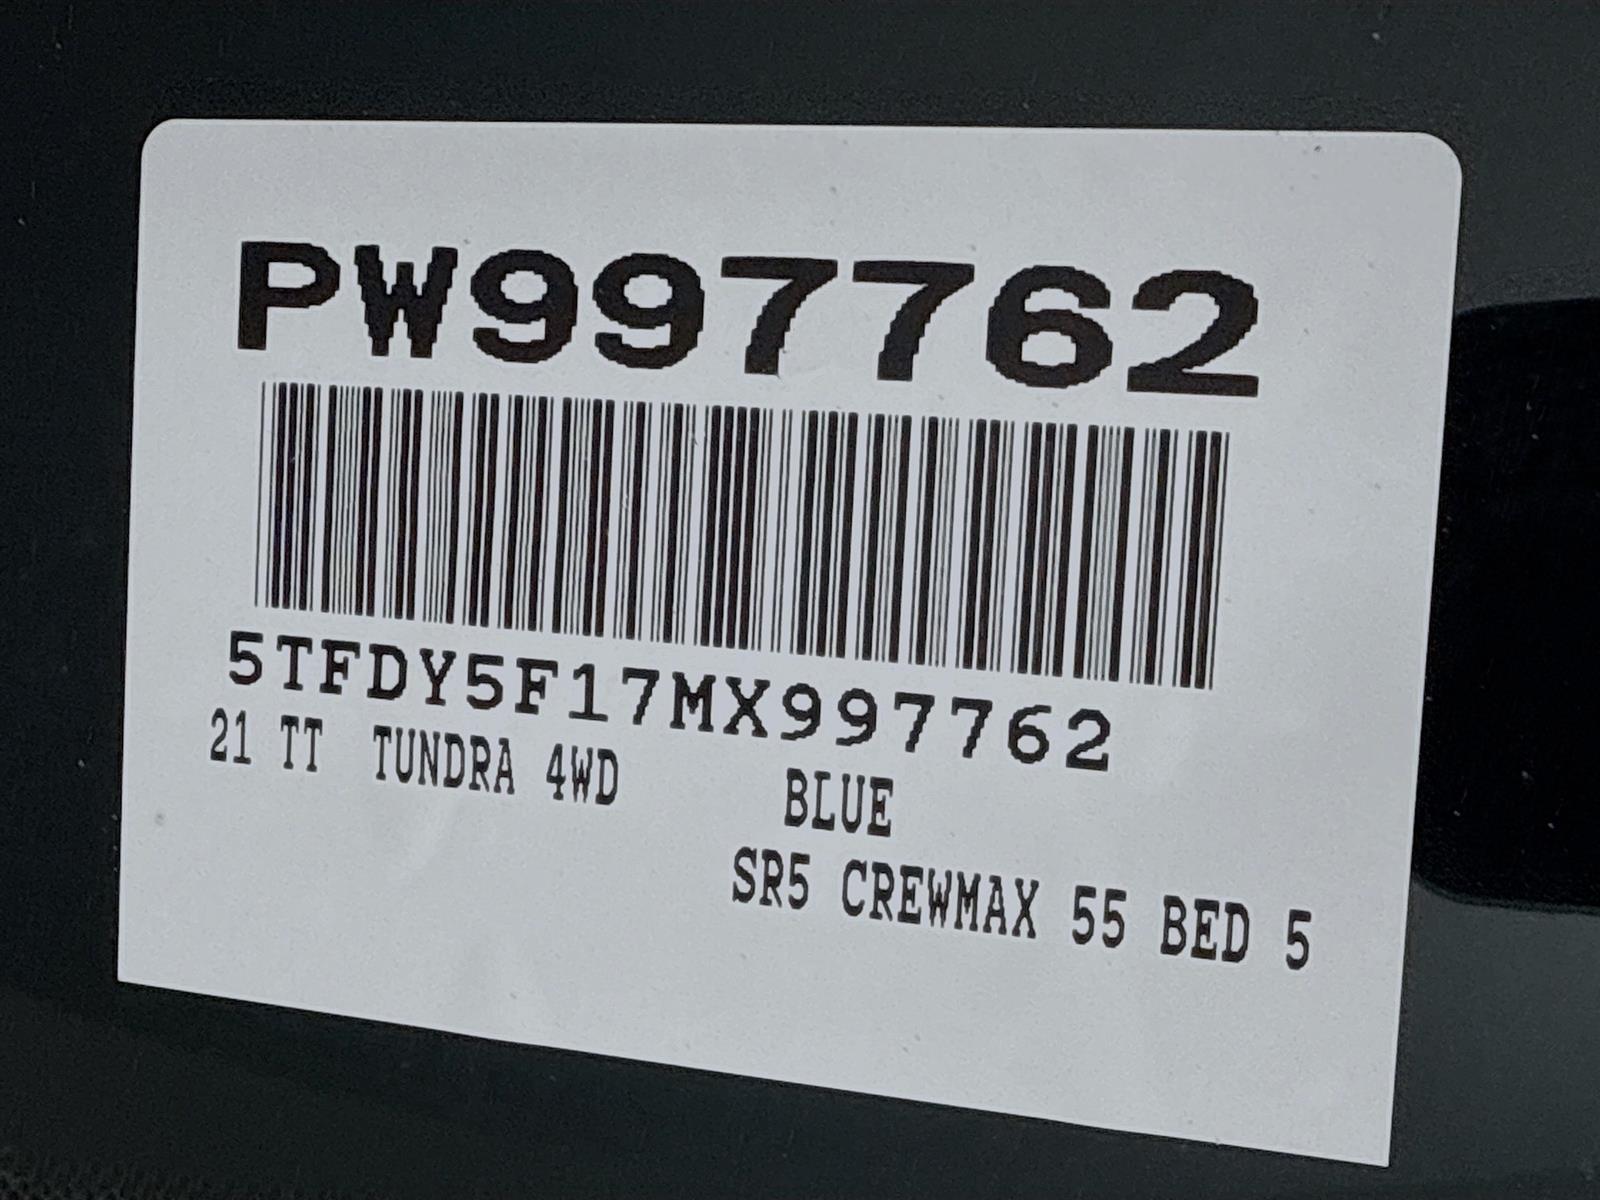 PW997762
5TFDY5F17MX997762
21 TT TUNDRA 4WD BLUE
SR5 CREWMAX 55 BED 5